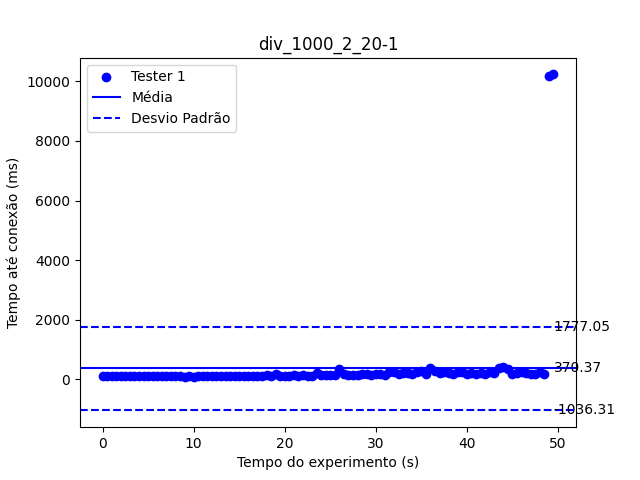 div_1000_2_20-1
Tempo até conexão (ms)
10000
8000
6000
4000
2000
0
Tester 1
Média
Desvio Padrão
1777.05
370.37
-1036.31
0
10
20
30
40
50
Tempo do experimento (s)